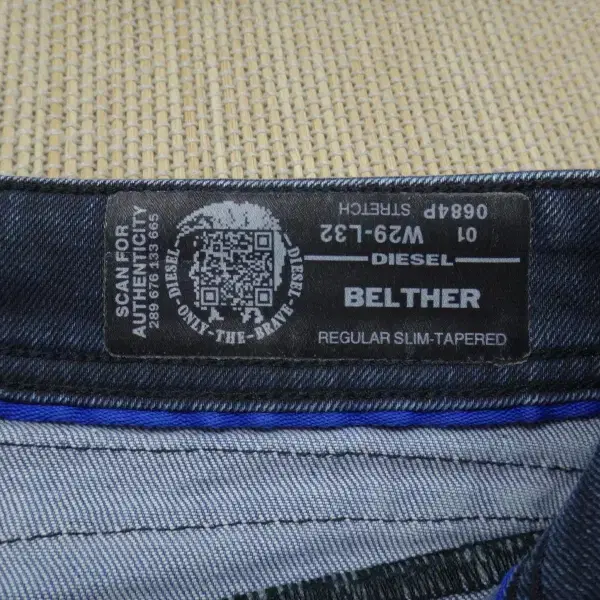 SCAN FOR
AUTHENTICITY
289 676 133 665
DIESEL
ONLY-THE-BRAVE
DIESEL
0684P STRETCH
01 W29-L32
DIESEL
BELTHER
REGULAR SLIM-TAPERED